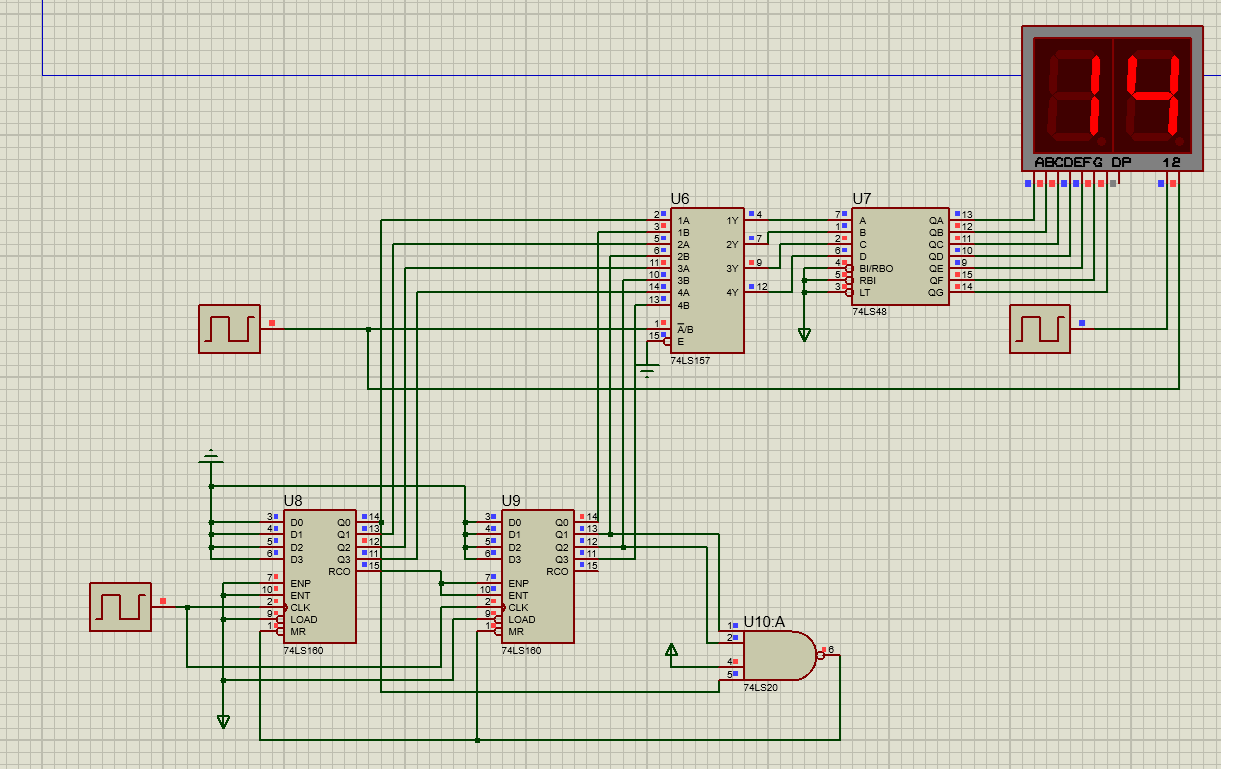 14
ABCDEFG DP 12
U6
2 1A 1Y 4
3 1B
5 2A 2Y 7
6 2B
11 3A 3Y 9
10 3B
14 4A 4Y 12
13 4B
1 A/B
15 E
74LS157
U7
7 A QA 13
1 B QB 12
2 C QC 11
6 D QD 10
4 BI/RBO QE 9
5 RBI QF 15
3 LT QG 14
74LS48
U8
3 D0 Q0 14
4 D1 Q1 13
5 D2 Q2 12
6 D3 Q3 11
RCO 15
7 ENP
10 ENT
2 CLK
9 LOAD
1 MR
74LS160
U9
3 D0 Q0 14
4 D1 Q1 13
5 D2 Q2 12
6 D3 Q3 11
RCO 15
7 ENP
10 ENT
2 CLK
9 LOAD
1 MR
74LS160
U10:A
1
2
4
5
6
74LS20